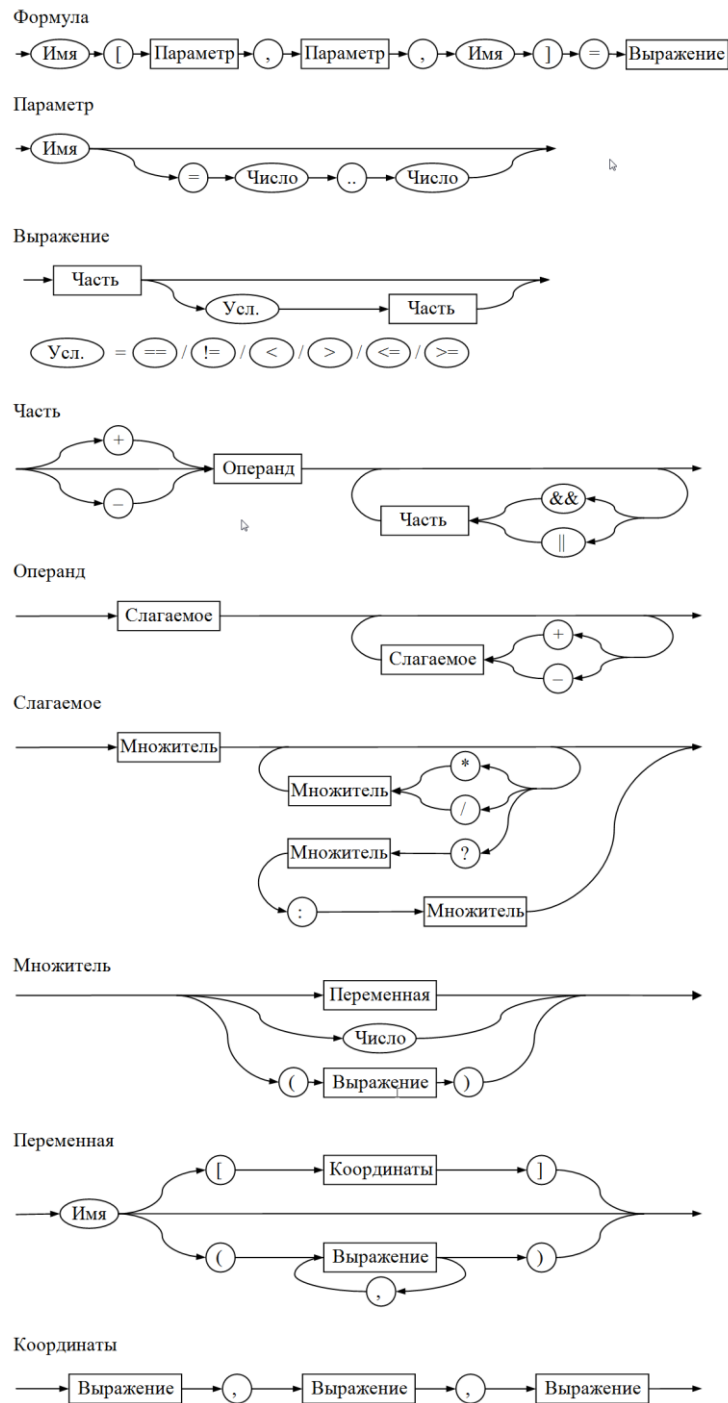 Формула
Имя [ Параметр , Параметр , Имя ] = Выражение
Параметр
Имя
= Число .. Число
Выражение
Часть
Усл. Часть
Усл. = == / != / < / > / <= / >=
Часть
+
Операнд
–
&&
Часть
||
Операнд
Слагаемое
+
Слагаемое
–
Слагаемое
Множитель
*
Множитель
/
Множитель ?
: Множитель
Множитель
Переменная
Число
( Выражение )
Переменная
[ Координаты ]
Имя
( Выражение )
,
Координаты
Выражение , Выражение , Выражение